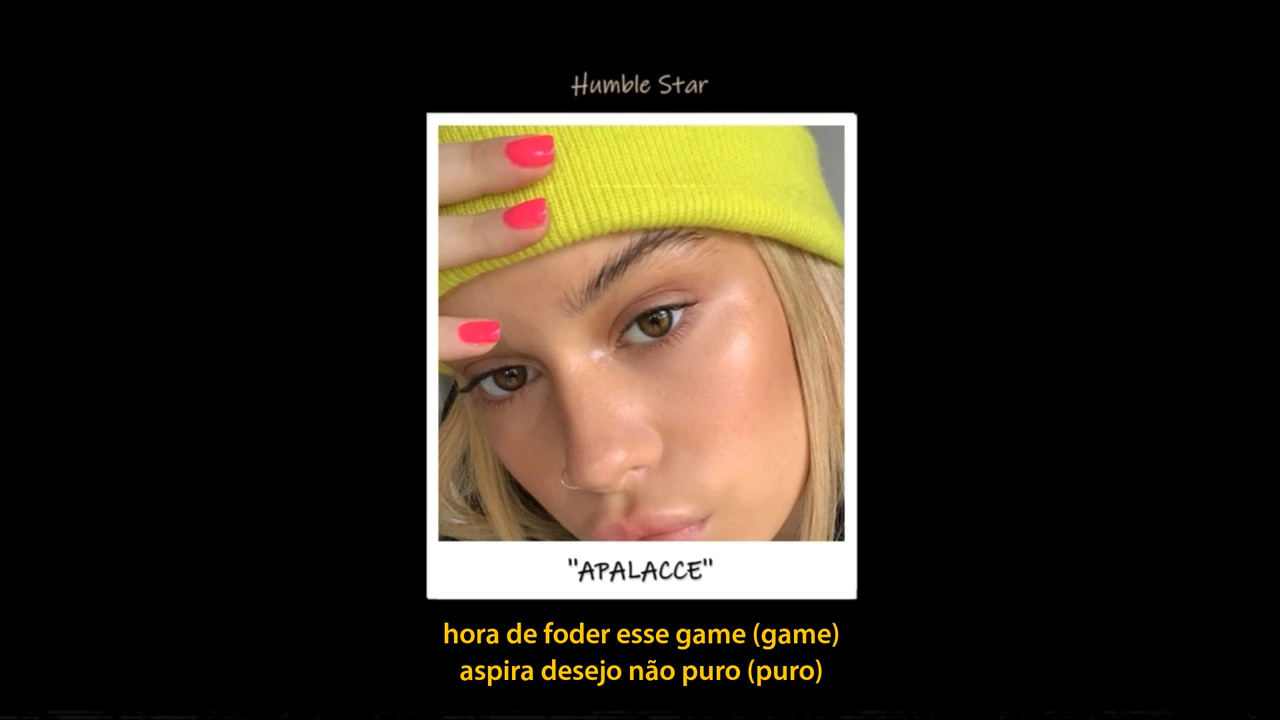 Humble Star
"APALACCE"
hora de foder esse game (game)
aspira desejo não puro (puro)